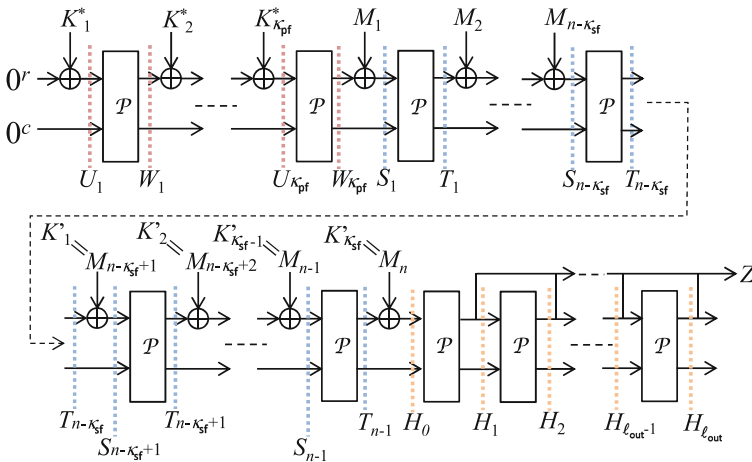 K*₁ K*₂ K*κpf M₁ M₂ Mₙ₋κsf
0ʳ
𝒫 𝒫 𝒫 𝒫
0ᶜ
U₁ W₁ Uκpf Wκpf S₁ T₁ Sₙ₋κsf Tₙ₋κsf
K'₁ K'₂ K'κsf-1 K'κsf
Mₙ₋κsf+1 Mₙ₋κsf+2 Mₙ₋₁ Mₙ
Z
𝒫 𝒫 𝒫 𝒫 𝒫
Tₙ₋κsf Tₙ₋κsf+1 Tₙ₋₁ H₀ H₁ H₂ Hℓout-1 Hℓout
Sₙ₋κsf+1 Sₙ₋₁